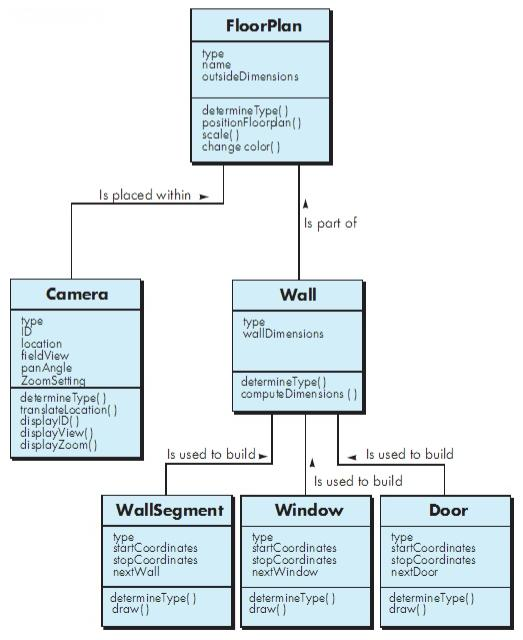 FloorPlan
type
name
outsideDimensions
determineType( )
positionFloorplan( )
scale( )
change color( )
Is placed within
Is part of
Camera
type
ID
location
fieldView
panAngle
ZoomSetting
determineType( )
translateLocation( )
displayID( )
displayView( )
displayZoom( )
Wall
type
wallDimensions
determineType( )
computeDimensions ( )
Is used to build
Is used to build
Is used to build
WallSegment
type
startCoordinates
stopCoordinates
nextWall
determineType( )
draw( )
Window
type
startCoordinates
stopCoordinates
nextWindow
determineType( )
draw( )
Door
type
startCoordinates
stopCoordinates
nextDoor
determineType( )
draw( )